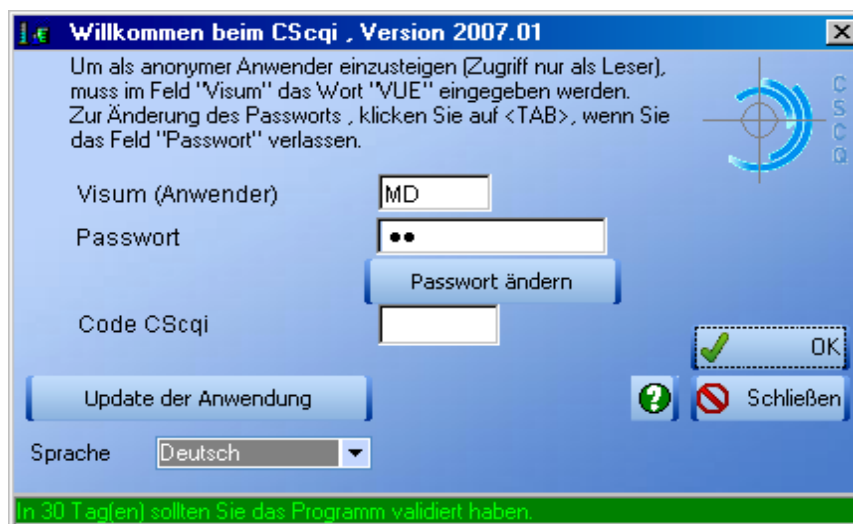 Willkommen beim CScqi , Version 2007.01
Um als anonymer Anwender einzusteigen (Zugriff nur als Leser),
muss im Feld "Visum" das Wort "VUE" eingegeben werden.
Zur Änderung des Passworts , klicken Sie auf <TAB>, wenn Sie
das Feld "Passwort" verlassen.
CSCQ
Visum (Anwender) MD
Passwort ••
Passwort ändern
Code CScqi
OK
Update der Anwendung ? Schließen
Sprache Deutsch
In 30 Tag(en) sollten Sie das Programm validiert haben.